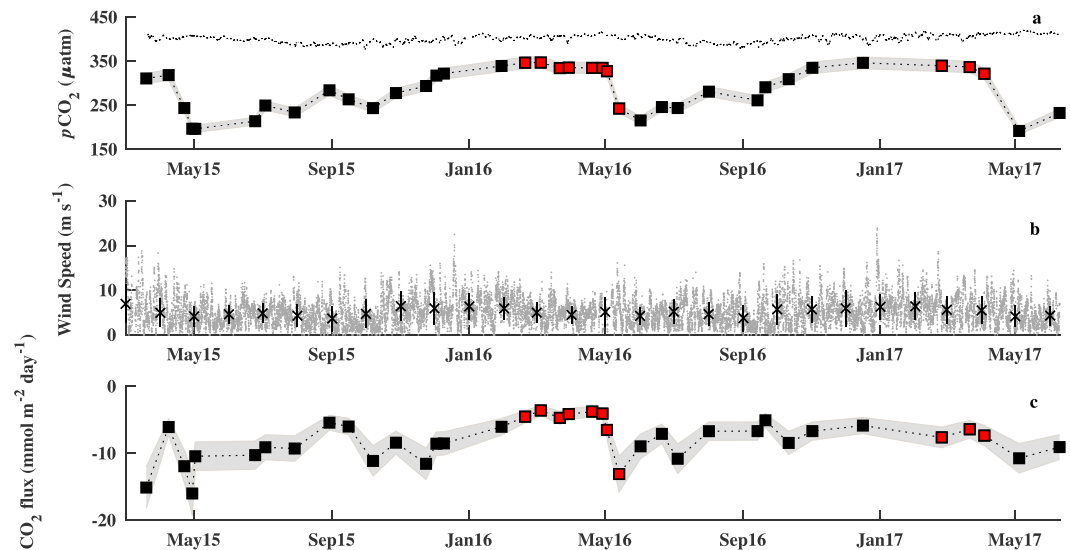 a
450
350
250
150
pCO2 (μatm)
May15 Sep15 Jan16 May16 Sep16 Jan17 May17
b
30
20
10
0
Wind Speed (m s-1)
May15 Sep15 Jan16 May16 Sep16 Jan17 May17
c
0
-10
-20
CO2 flux (mmol m-2 day-1)
May15 Sep15 Jan16 May16 Sep16 Jan17 May17